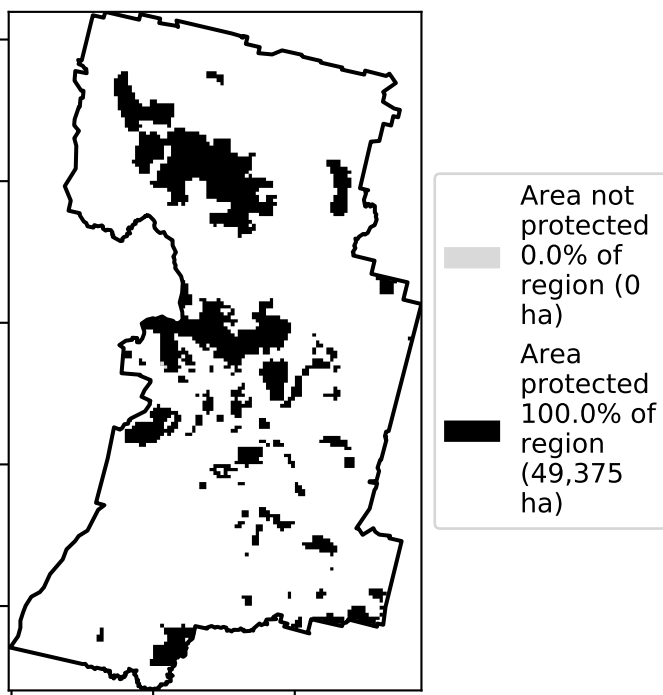 Area not
protected
0.0% of
region (0
ha)
Area
protected
100.0% of
region
(49,375
ha)